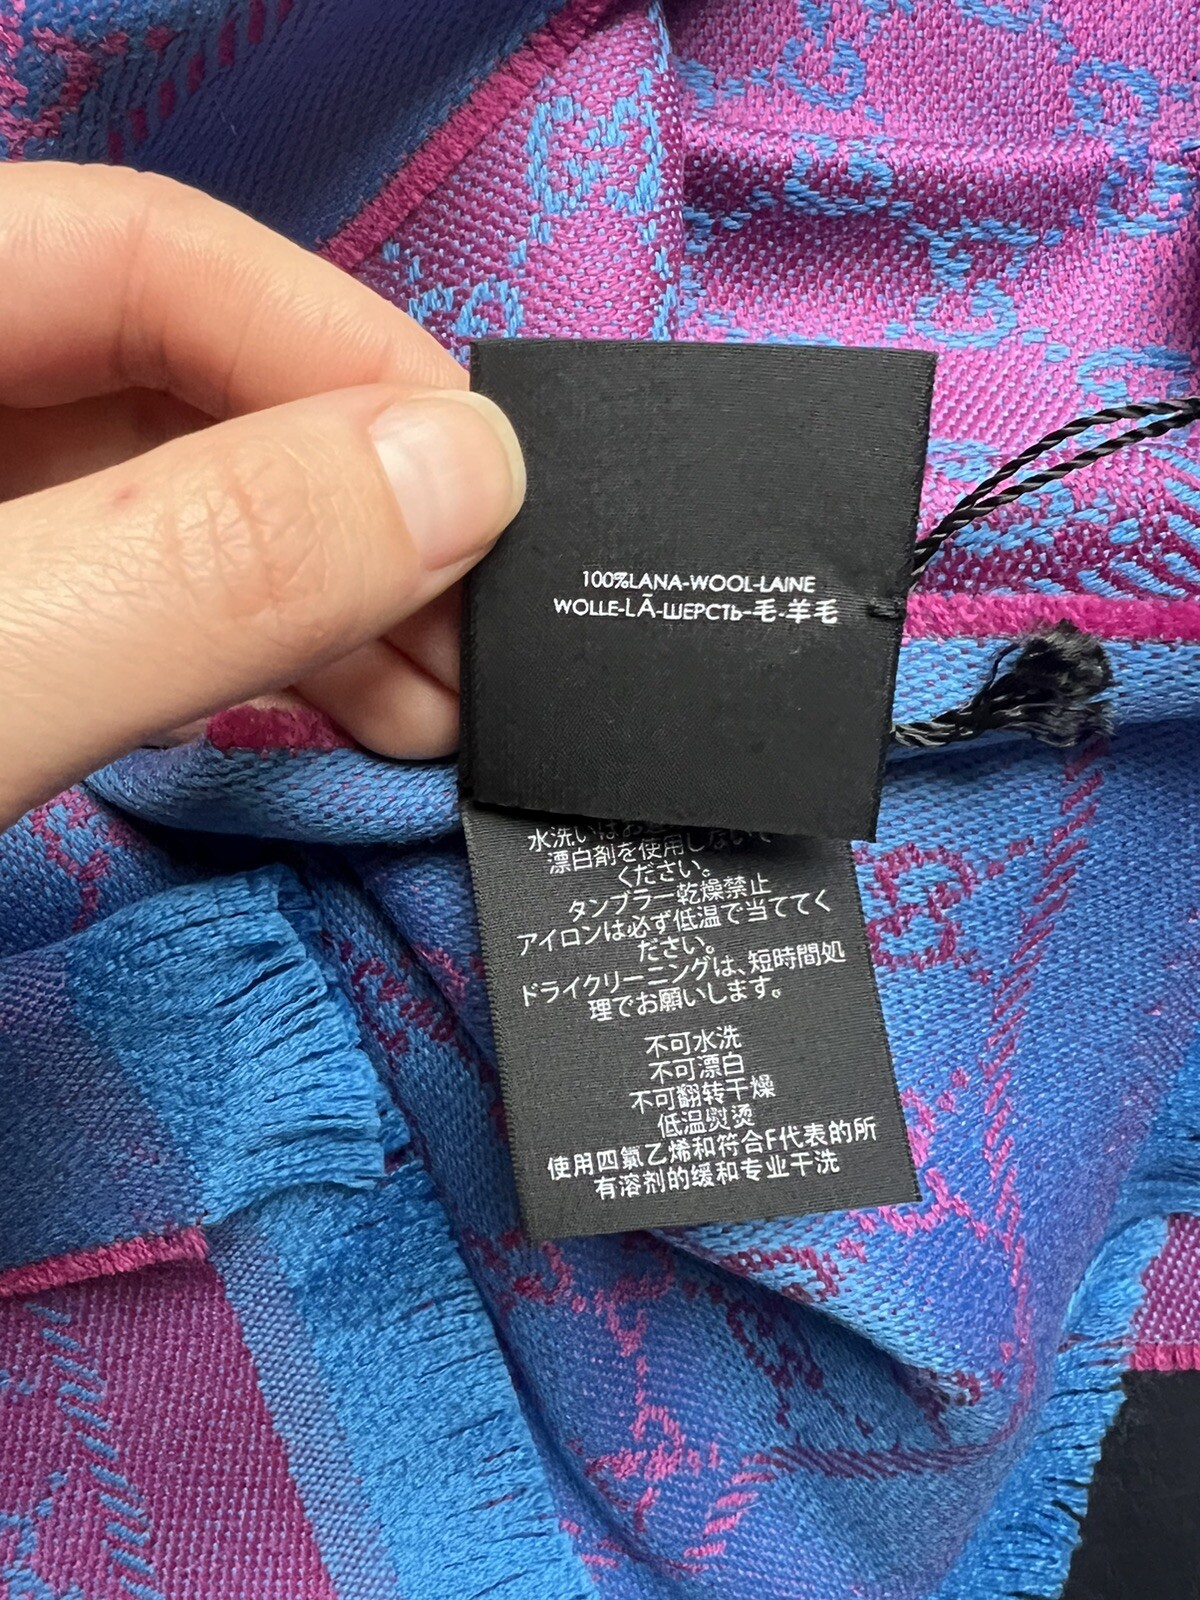 100%LANA-WOOL-LAINE
WOLLE-LÃ-ШЕРСТЬ-毛-羊毛
水洗いはお
漂白剤を使用しないで
ください。
タンブラー乾燥禁止
アイロンは必ず低温で当ててく
ださい。
ドライクリーニングは、短時間処
理でお願いします。
不可水洗
不可漂白
不可翻转干燥
低温熨烫
使用四氯乙烯和符合F代表的所
有溶剂的缓和专业干洗